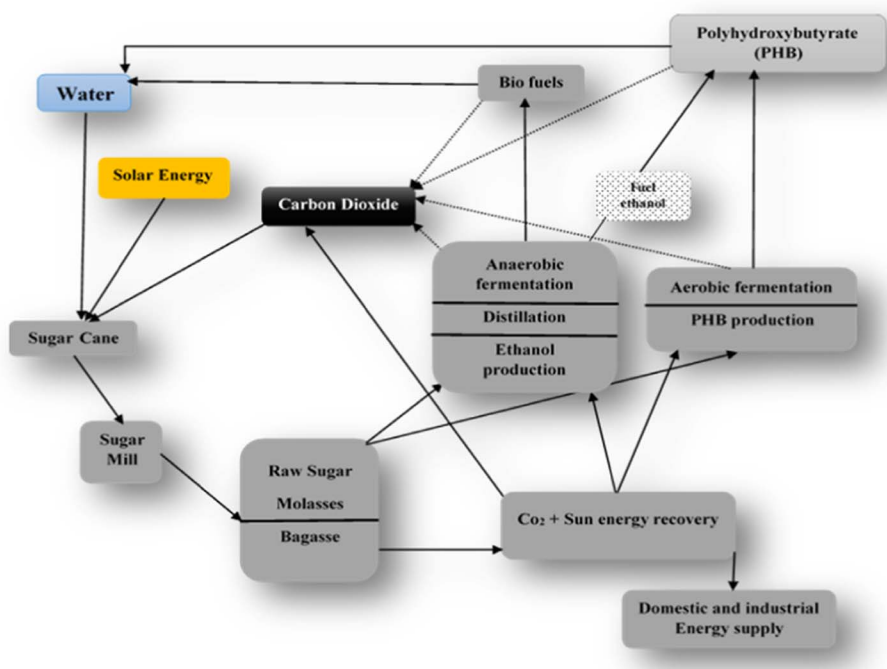 Polyhydroxybutyrate
(PHB)
Bio fuels
Water
Solar Energy
Fuel
ethanol
Carbon Dioxide
Anaerobic
fermentation
Distillation
Ethanol
production
Aerobic fermentation
PHB production
Sugar Cane
Sugar
Mill
Raw Sugar
Molasses
Bagasse
Co₂ + Sun energy recovery
Domestic and industrial
Energy supply